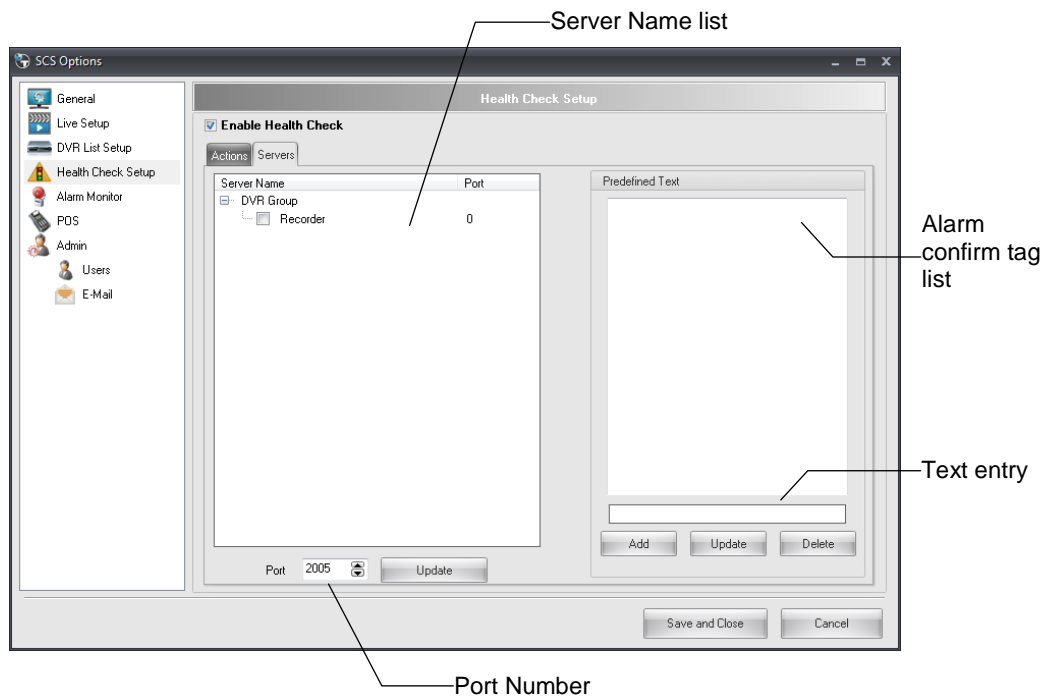 Server Name list
SCS Options
General
Live Setup
DVR List Setup
Health Check Setup
Alarm Monitor
POS
Admin
Users
E-Mail
Health Check Setup
Enable Health Check
Actions Servers
Server Name Port
DVR Group
Recorder 0
Port 2005 Update
Predefined Text
Add Update Delete
Save and Close Cancel
Alarm
confirm tag
list
Text entry
Port Number